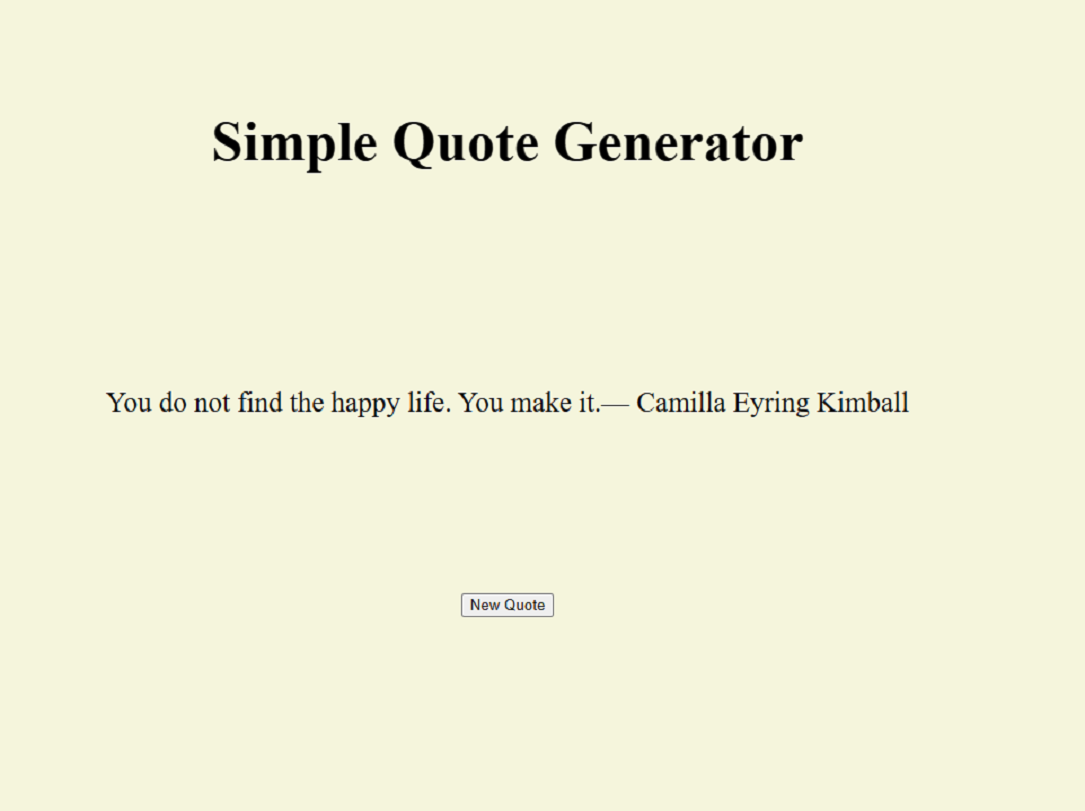 Simple Quote Generator
You do not find the happy life. You make it.— Camilla Eyring Kimball
New Quote